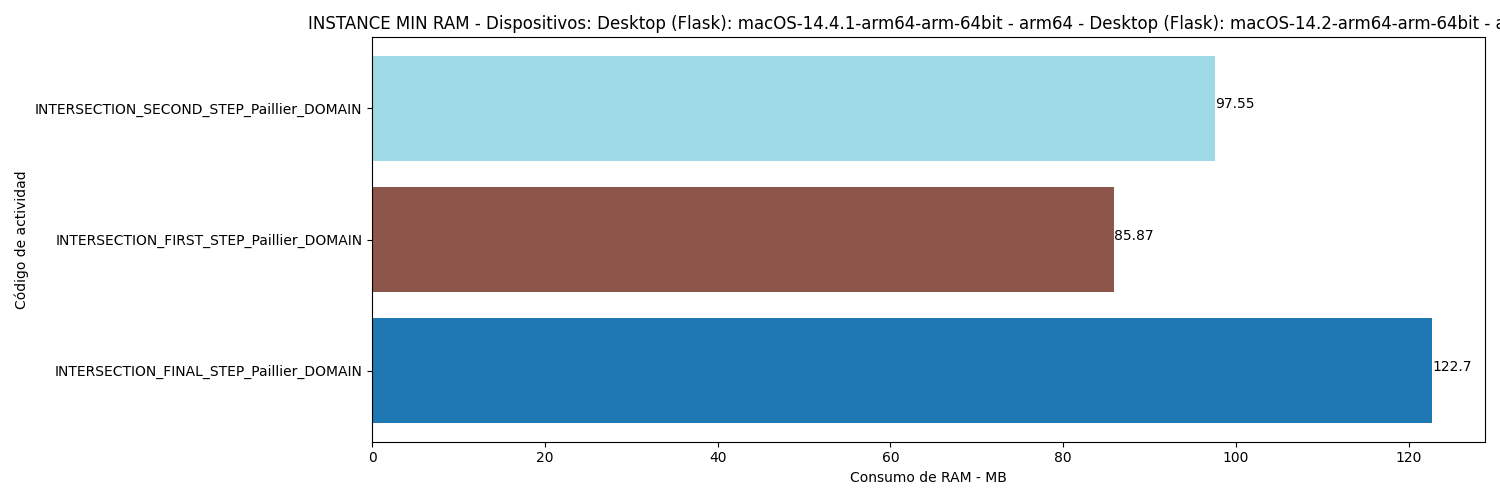 INSTANCE MIN RAM - Dispositivos: Desktop (Flask): macOS-14.4.1-arm64-arm-64bit - arm64 - Desktop (Flask): macOS-14.2-arm64-arm-64bit -
INTERSECTION_SECOND_STEP_Paillier_DOMAIN
97.55
Código de actividad
INTERSECTION_FIRST_STEP_Paillier_DOMAIN
85.87
INTERSECTION_FINAL_STEP_Paillier_DOMAIN
122.7
0 20 40 60 80 100 120
Consumo de RAM - MB